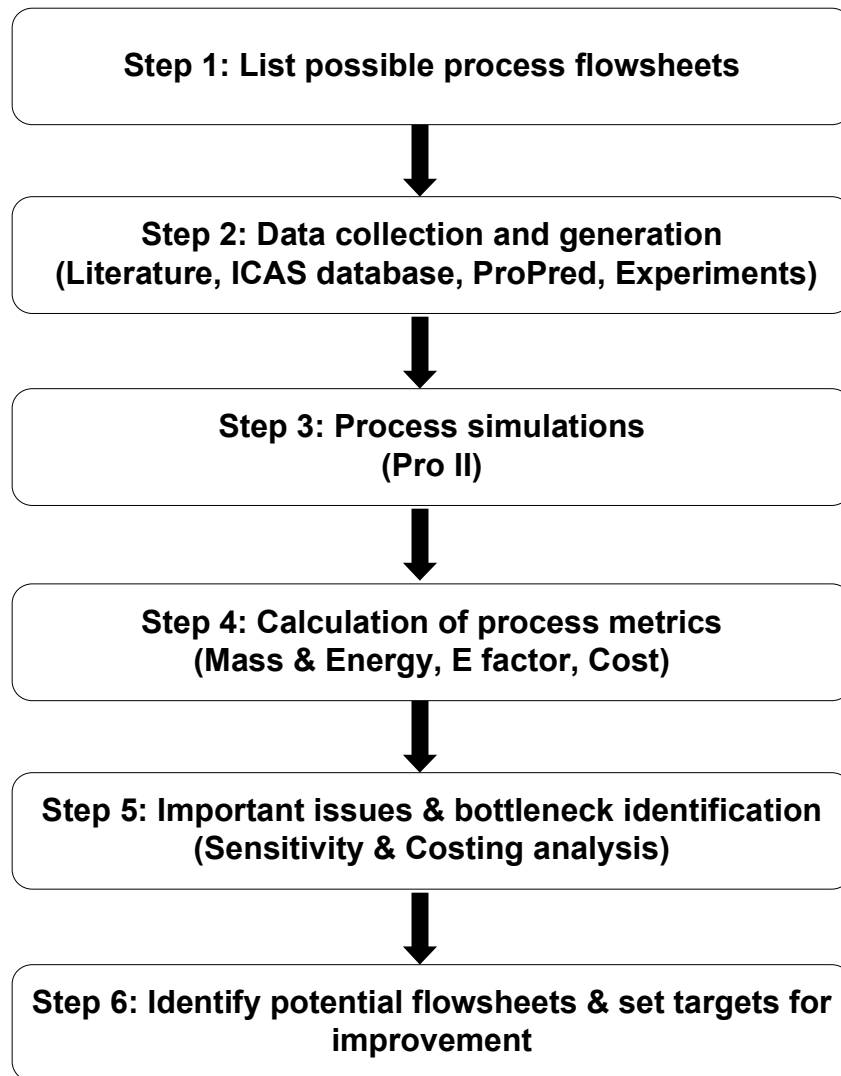 Step 1: List possible process flowsheets
Step 2: Data collection and generation
(Literature, ICAS database, ProPred, Experiments)
Step 3: Process simulations
(Pro II)
Step 4: Calculation of process metrics
(Mass & Energy, E factor, Cost)
Step 5: Important issues & bottleneck identification
(Sensitivity & Costing analysis)
Step 6: Identify potential flowsheets & set targets for
improvement